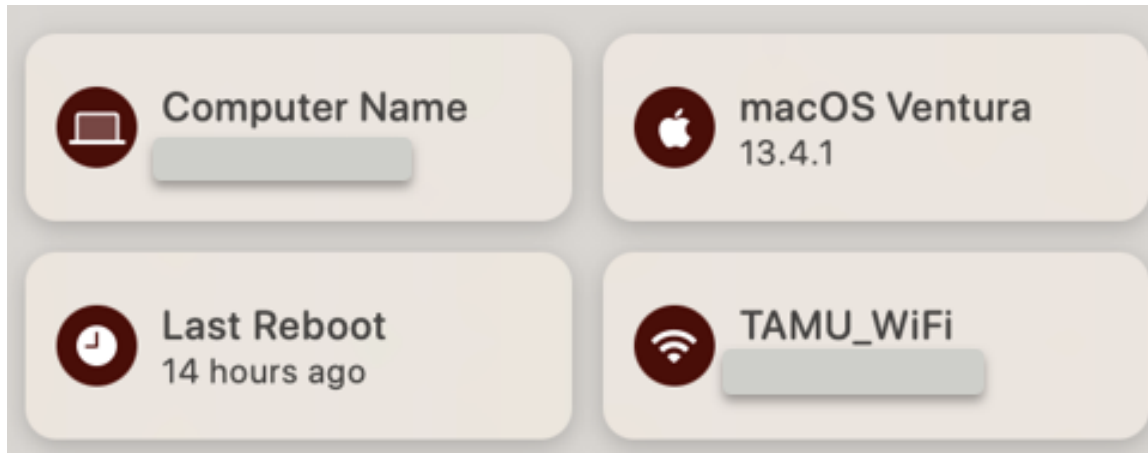 Computer Name
macOS Ventura
13.4.1
Last Reboot
14 hours ago
TAMU_WiFi